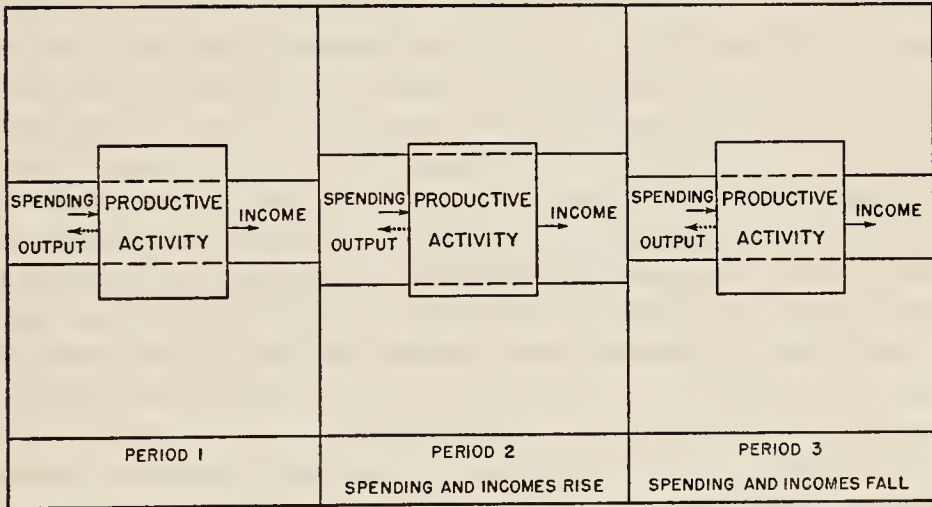 SPENDING
OUTPUT
PRODUCTIVE
ACTIVITY
INCOME
SPENDING
OUTPUT
PRODUCTIVE
ACTIVITY
INCOME
SPENDING
OUTPUT
PRODUCTIVE
ACTIVITY
INCOME
PERIOD 1
PERIOD 2
SPENDING AND INCOMES RISE
PERIOD 3
SPENDING AND INCOMES FALL